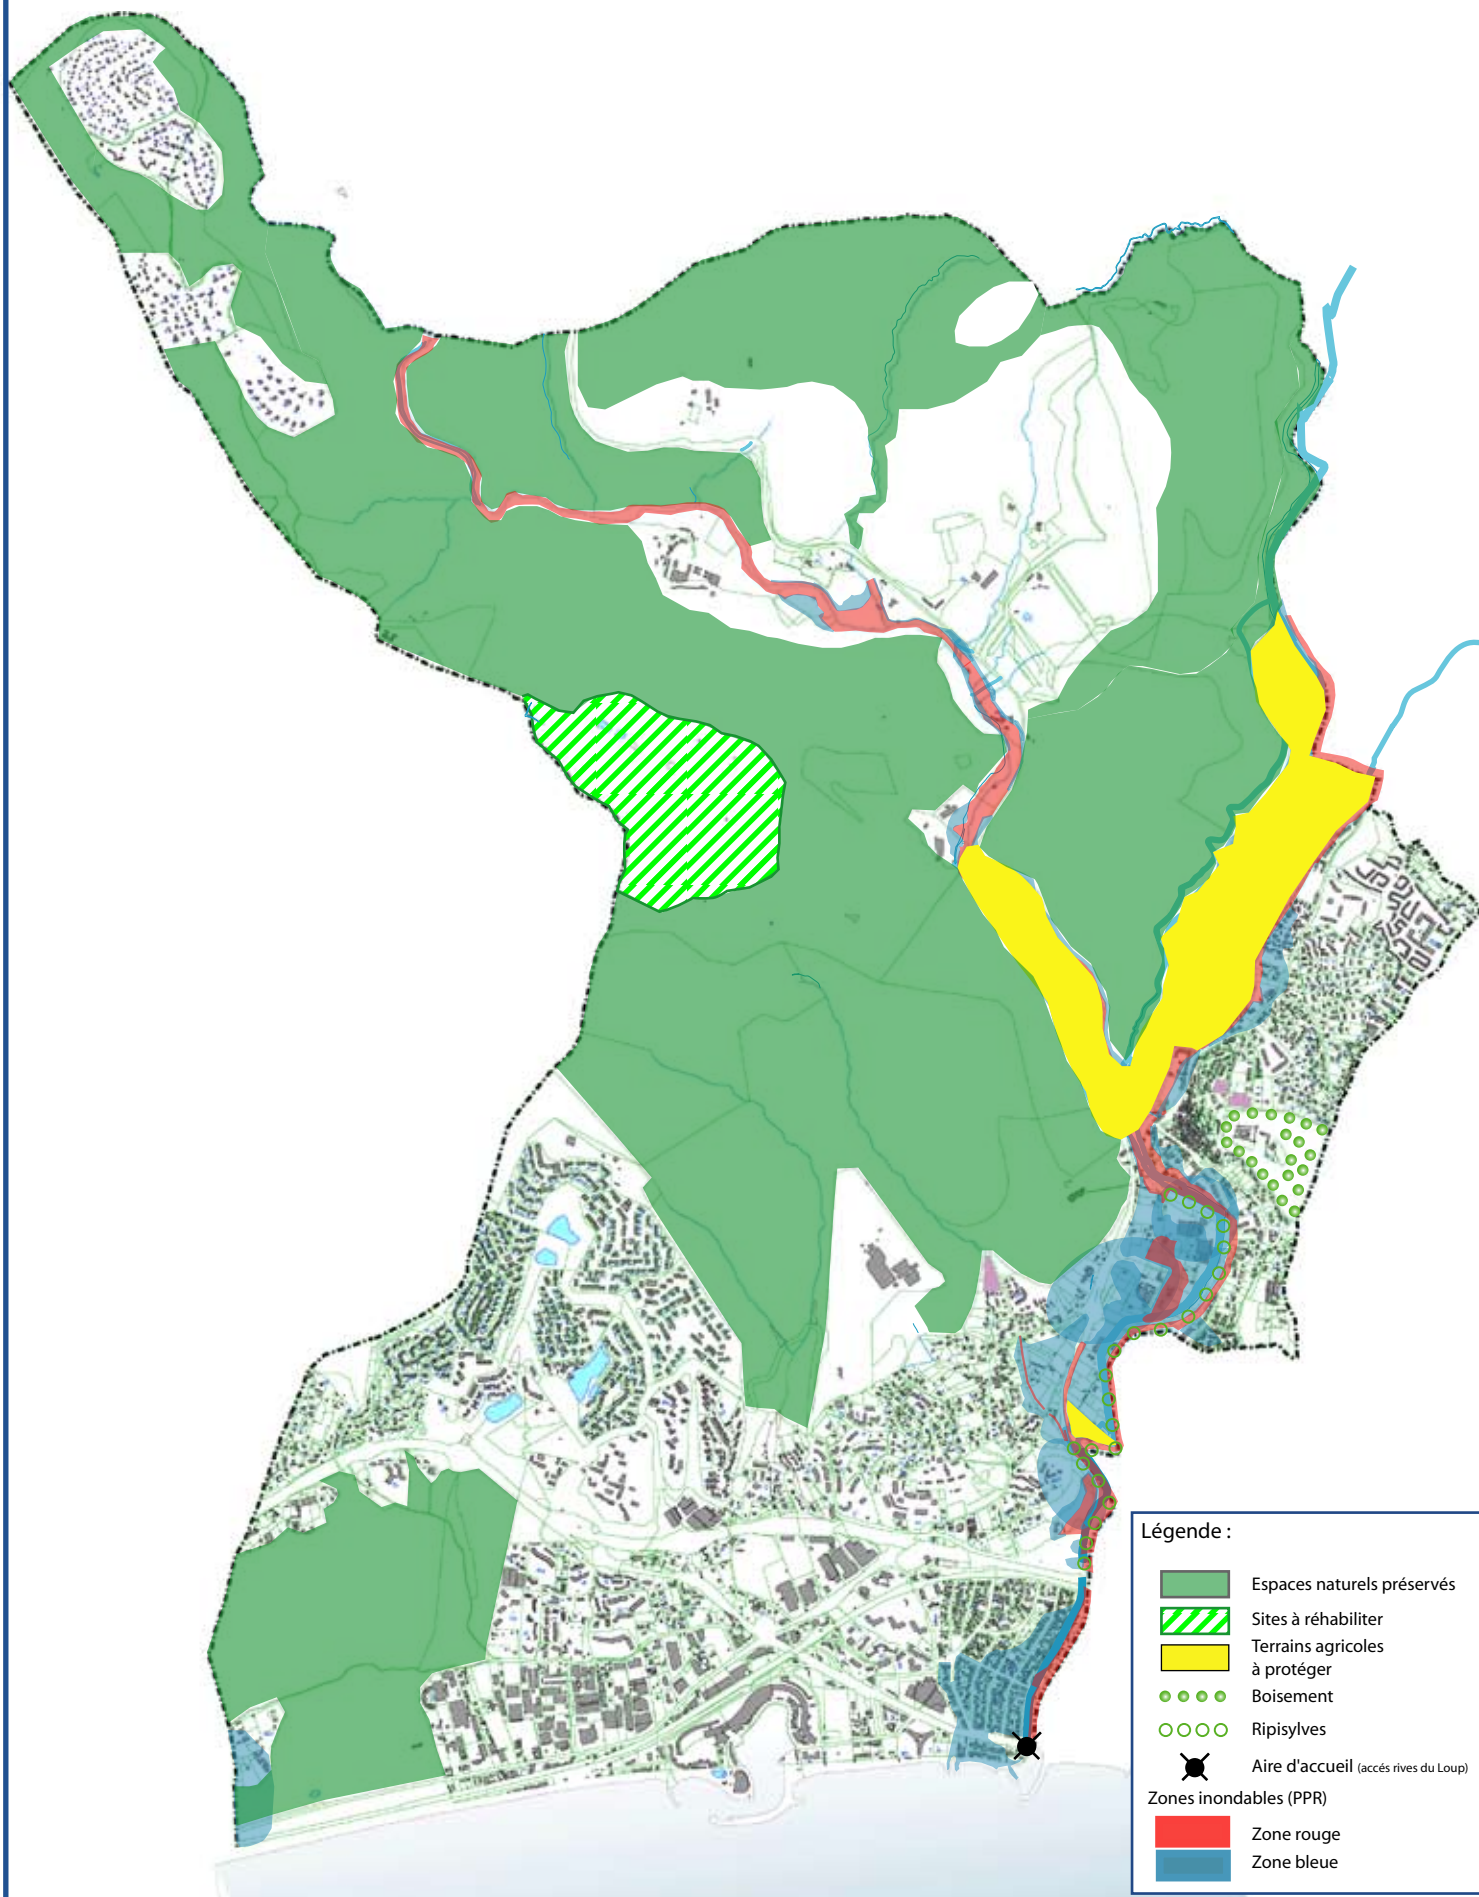 Légende :
Espaces naturels préservés
Sites à réhabiliter
Terrains agricoles
à protéger
Boisement
Ripisylves
Aire d'accueil (accés rives du Loup)
Zones inondables (PPR)
Zone rouge
Zone bleue